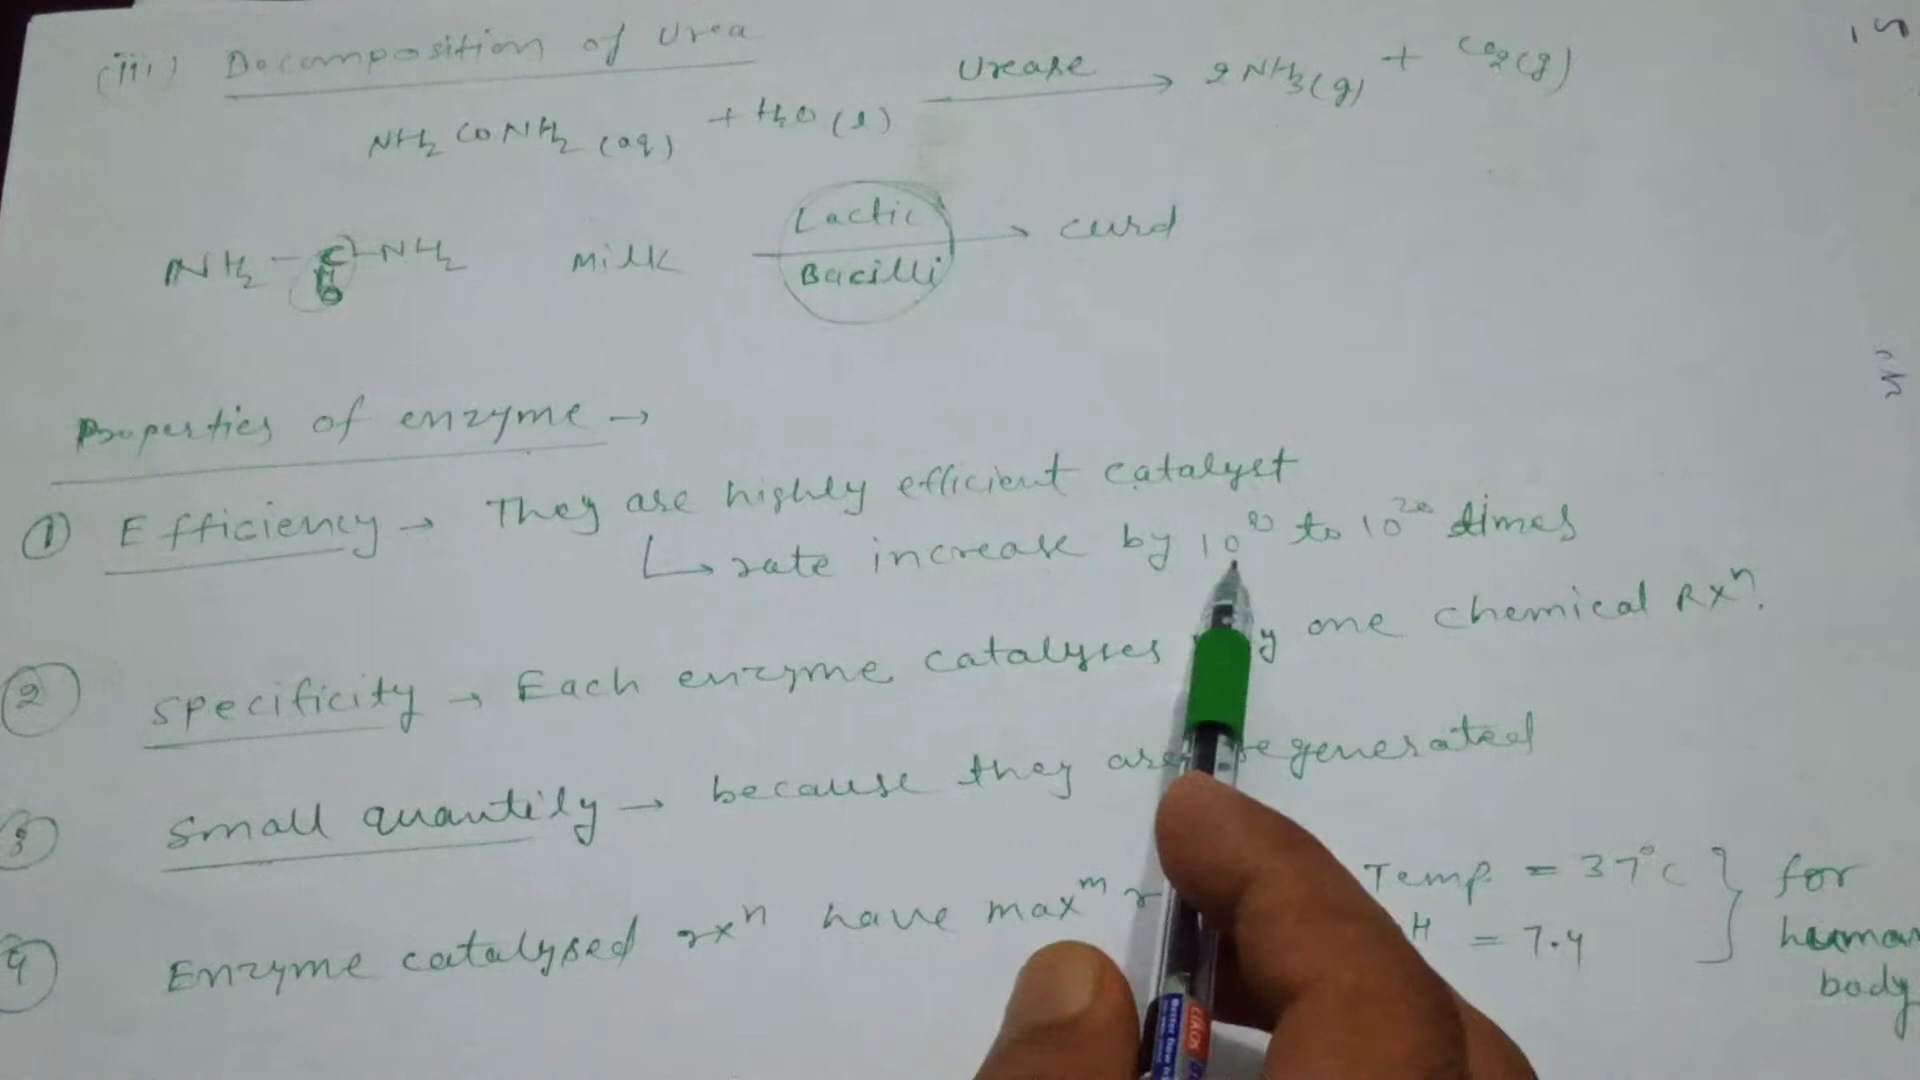 (iii) Decomposition of Urea
NH₂CONH₂ (aq) + H₂O (l) Urease → 2NH₃(g) + CO₂(g)
NH₂ - C - NH₂
O
Milk Lactic Bacilli → curd
Properties of enzyme →
① Efficiency → They are highly efficient catalyst
↳ rate increase by 10⁸ to 10²⁰ times
② Specificity → Each enzyme catalyses one chemical Rxⁿ.
③ Small quantity → because they are regenerated
④ Enzyme catalysed rxⁿ have maxᵐ Temp = 37°C } for human body
H = 7.4